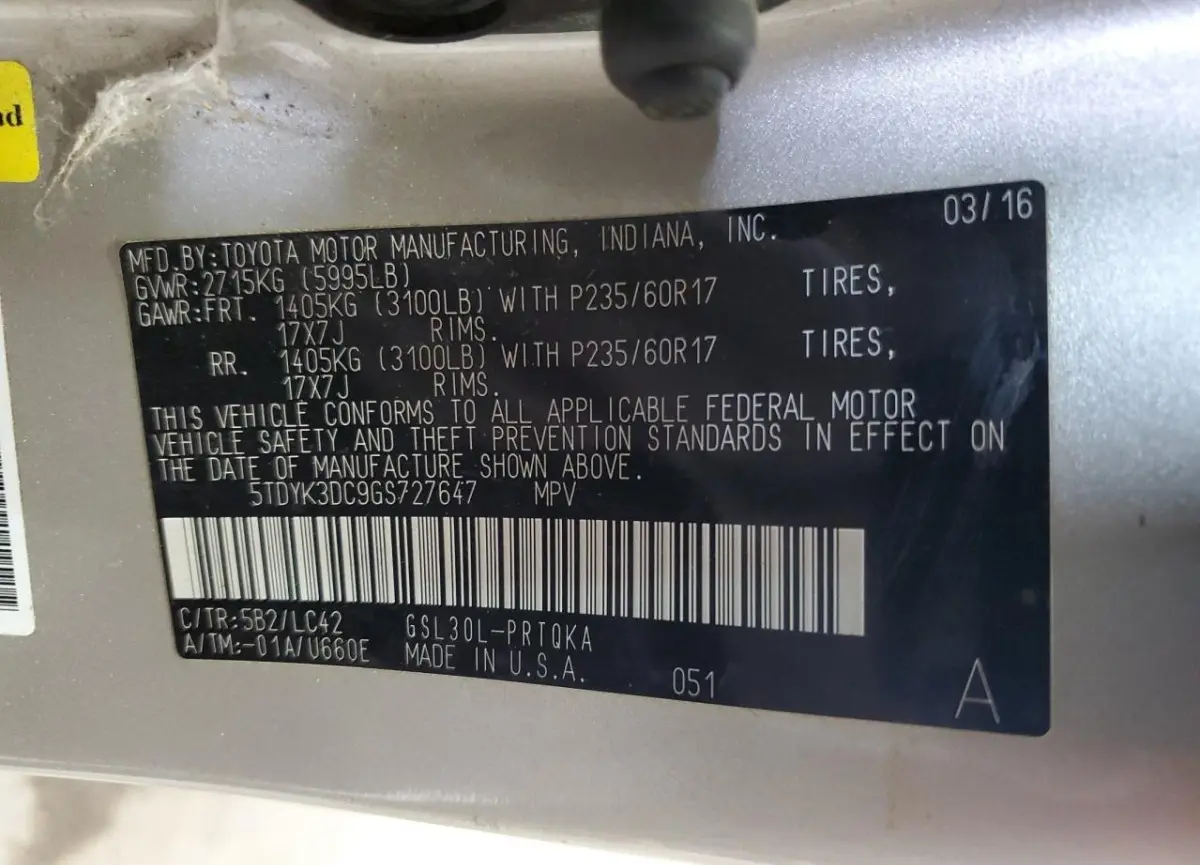 03/16
MFD.BY:TOYOTA MOTOR MANUFACTURING, INDIANA, INC.
GVWR:2715KG (5995LB)
GAWR:FRT. 1405KG (3100LB) WITH P235/60R17 TIRES,
17X7J RIMS.
RR. 1405KG (3100LB) WITH P235/60R17 TIRES,
17X7J RIMS.
THIS VEHICLE CONFORMS TO ALL APPLICABLE FEDERAL MOTOR
VEHICLE SAFETY AND THEFT PREVENTION STANDARDS IN EFFECT ON
THE DATE OF MANUFACTURE SHOWN ABOVE.
5TDYK3DC9GS727647 MPV
C/TR:5B2/LC42 GSL30L-PRTQKA
A/TM:-01A/U660E MADE IN U.S.A. 051 A